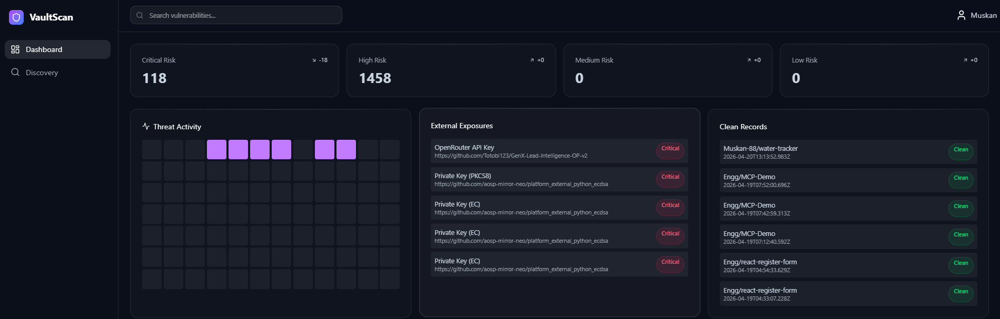 VaultScan
Search vulnerabilities...
Muskan
Dashboard
Discovery
Critical Risk
-18
118
High Risk
+0
1458
Medium Risk
+0
0
Low Risk
+0
0
Threat Activity
External Exposures
OpenRouter API Key
https://github.com/Totobi123/GenX-Lead-Intelligence-OP-v2
Critical
Private Key (PKCS8)
https://github.com/aosp-mirror-neo/platform_external_python_ecdsa
Critical
Private Key (EC)
https://github.com/aosp-mirror-neo/platform_external_python_ecdsa
Critical
Private Key (EC)
https://github.com/aosp-mirror-neo/platform_external_python_ecdsa
Critical
Private Key (EC)
https://github.com/aosp-mirror-neo/platform_external_python_ecdsa
Critical
Clean Records
Muskan-88/water-tracker
2026-04-20T13:13:52.983Z
Clean
Engg/MCP-Demo
2026-04-19T07:52:00.696Z
Clean
Engg/MCP-Demo
2026-04-19T07:42:59.313Z
Clean
Engg/MCP-Demo
2026-04-19T07:12:40.592Z
Clean
Engg/react-register-form
2026-04-19T04:54:33.629Z
Clean
Engg/react-register-form
2026-04-19T04:33:07.228Z
Clean